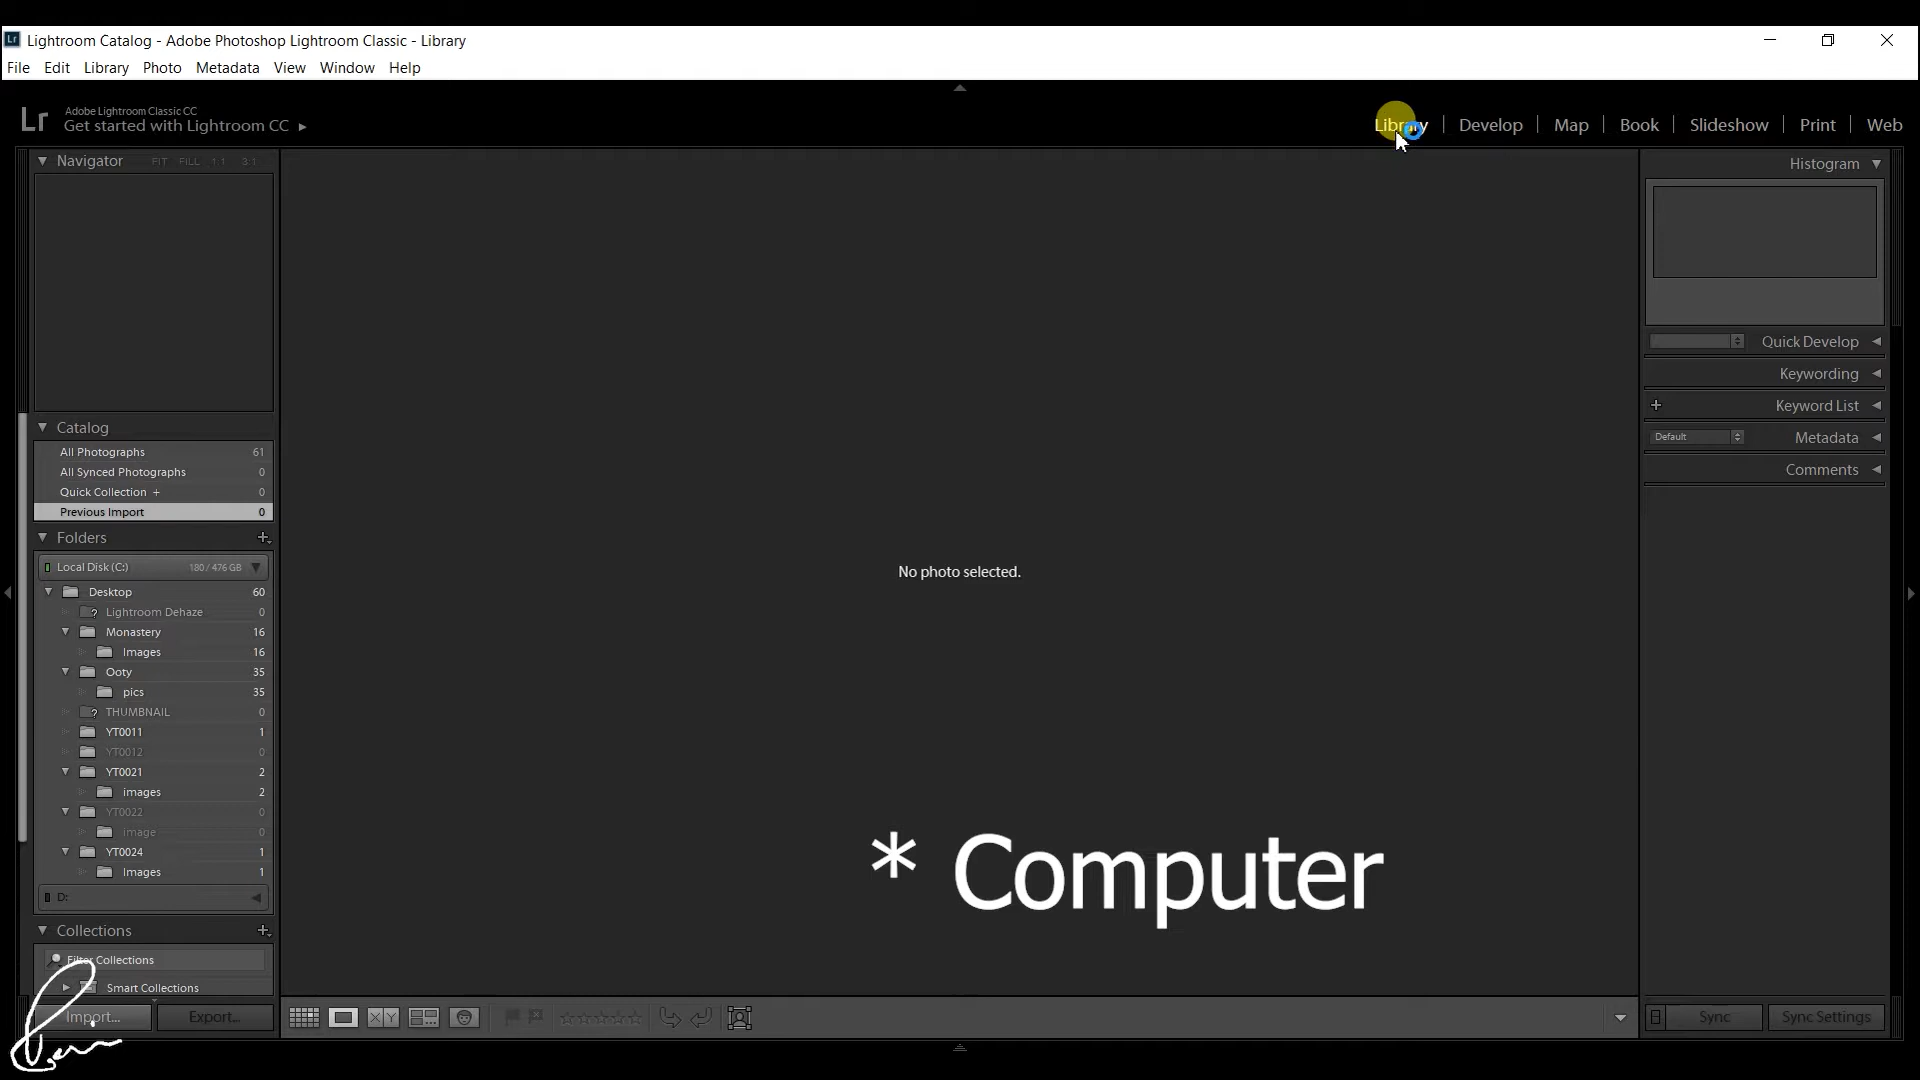 Lightroom Catalog - Adobe Photoshop Lightroom Classic - Library
File Edit Library Photo Metadata View Window Help
Lr
Adobe Lightroom Classic CC
Get started with Lightroom CC
Library | Develop | Map | Book | Slideshow | Print | Web
Navigator FIT FILL 1:1 3:1
Histogram
Quick Develop
Keywording
+ Keyword List
Default Metadata
Comments
Catalog
All Photographs 61
All Synced Photographs 0
Quick Collection + 0
Previous Import 0
Folders
Local Disk (C:) 180 / 476 GB
Desktop 60
Lightroom Dehaze 0
Monastery 16
Images 16
Ooty 35
pics 35
THUMBNAIL 0
YT0011 1
YT0012 0
YT0021 2
images 2
YT0022 0
image 0
YT0024 1
Images 1
D:
Collections
Filter Collections
Smart Collections
Import... Export...
No photo selected.
* Computer
Sync Sync Settings